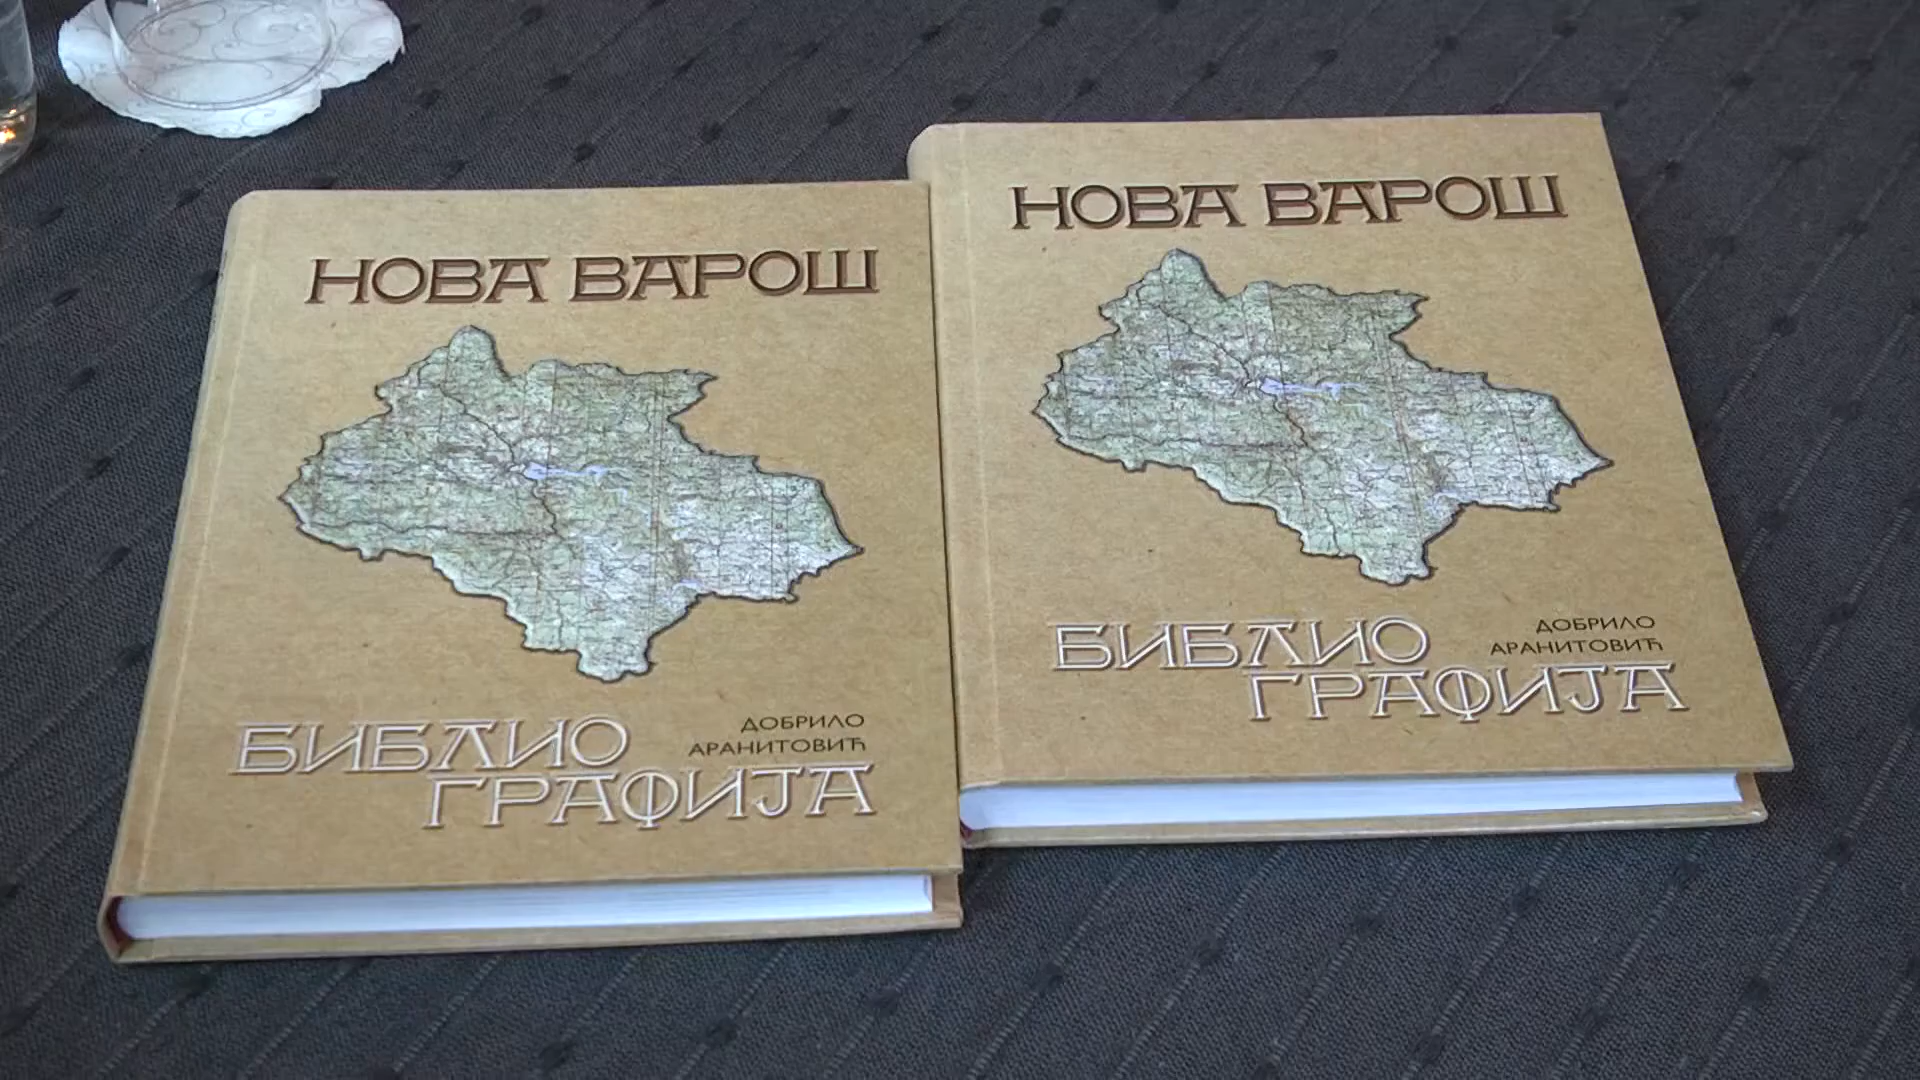 НОВА ВАРОШ
БИБЛИО
ГРАФИЈА
ДОБРИЛО
АРАНИТОВИЋ
НОВА ВАРОШ
БИБЛИО
ГРАФИЈА
ДОБРИЛО
АРАНИТОВИЋ